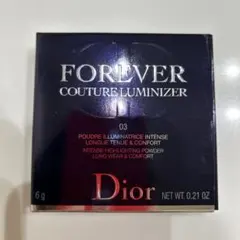 FOREVER
COUTURE LUMINIZER
03
POUDRE ILLUMINATRICE INTENSE
LONGUE TENUE & CONFORT
INTENSE HIGHLIGHTING POWDER
LONG WEAR & COMFORT
Dior
6 g
NET WT. 0.21 OZ